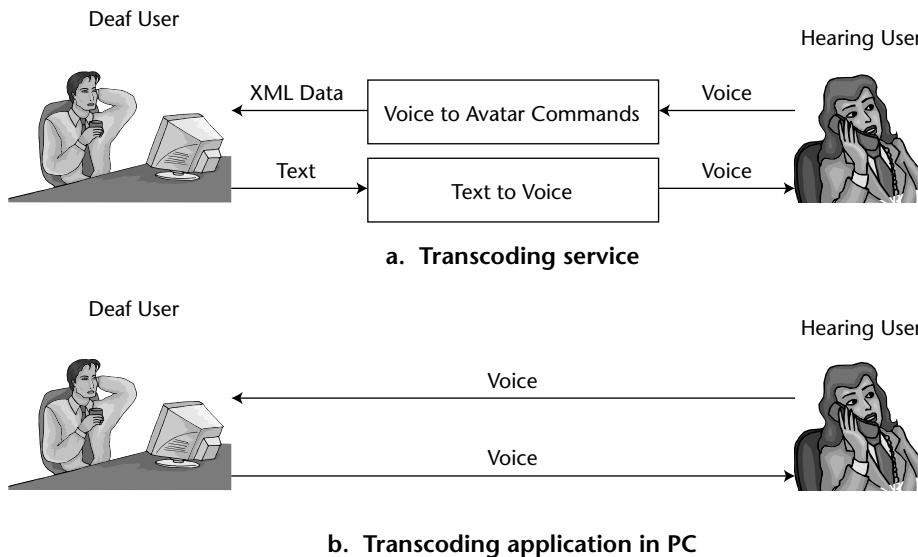 Deaf User
Hearing User
XML Data
Voice to Avatar Commands
Voice
Text
Text to Voice
Voice
a. Transcoding service
Deaf User
Hearing User
Voice
Voice
b. Transcoding application in PC